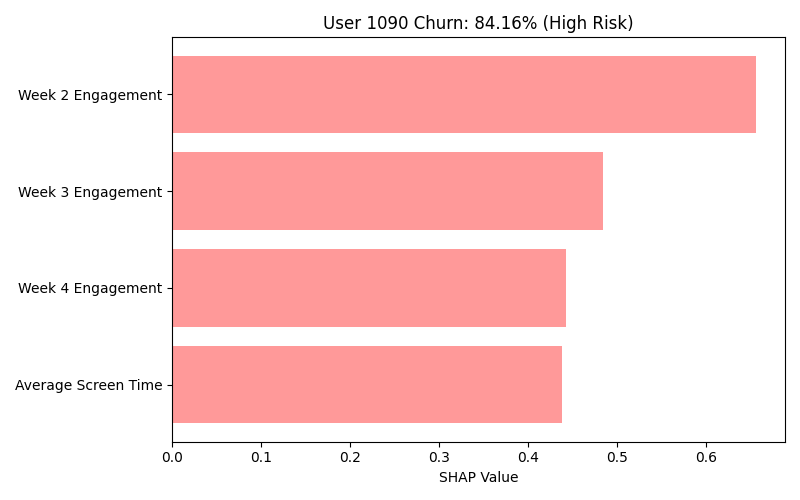 User 1090 Churn: 84.16% (High Risk)
Week 2 Engagement
Week 3 Engagement
Week 4 Engagement
Average Screen Time
0.0 0.1 0.2 0.3 0.4 0.5 0.6
SHAP Value